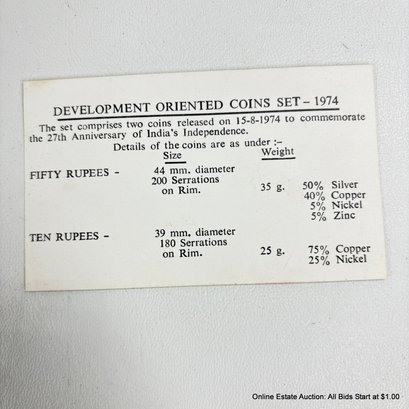 DEVELOPMENT ORIENTED COINS SET – 1974
The set comprises two coins released on 15-8-1974 to commemorate
the 27th Anniversary of India's Independence.
Details of the coins are as under :-
Size Weight
FIFTY RUPEES – 44 mm. diameter
200 Serrations
on Rim. 35 g. 50% Silver
40% Copper
5% Nickel
5% Zinc
TEN RUPEES – 39 mm. diameter
180 Serrations
on Rim. 25 g. 75% Copper
25% Nickel
Online Estate Auction: All Bids Start at $1.00